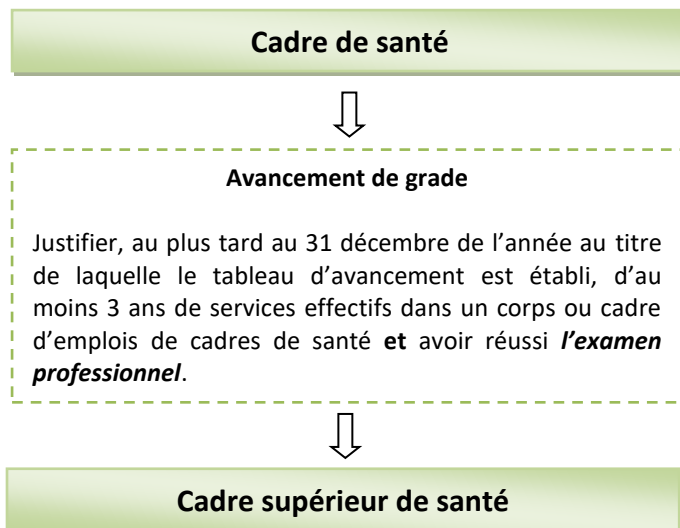 Cadre de santé
Avancement de grade
Justifier, au plus tard au 31 décembre de l’année au titre
de laquelle le tableau d’avancement est établi, d’au
moins 3 ans de services effectifs dans un corps ou cadre
d’emplois de cadres de santé et avoir réussi l’examen
professionnel.
Cadre supérieur de santé